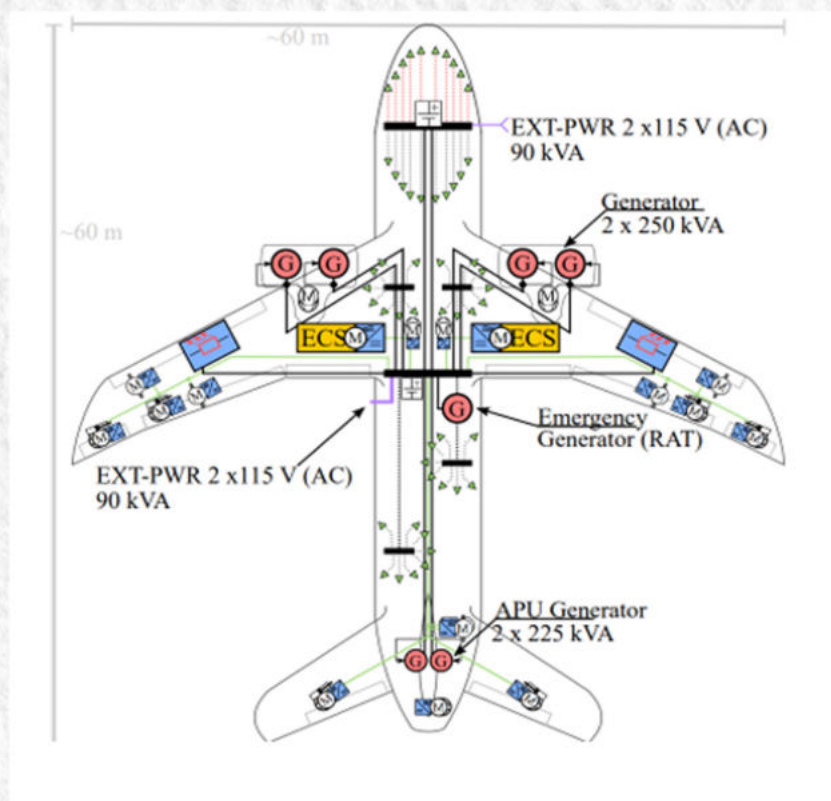 ~60 m
EXT-PWR 2 x115 V (AC)
90 kVA
Generator
2 x 250 kVA
~60 m
G
G
G
G
M
M
ECS
M
M
ECS
M
M
M
M
M
M
M
M
M
M
G
Emergency
Generator (RAT)
EXT-PWR 2 x115 V (AC)
90 kVA
APU Generator
2 x 225 kVA
M
G
G
M
M
M